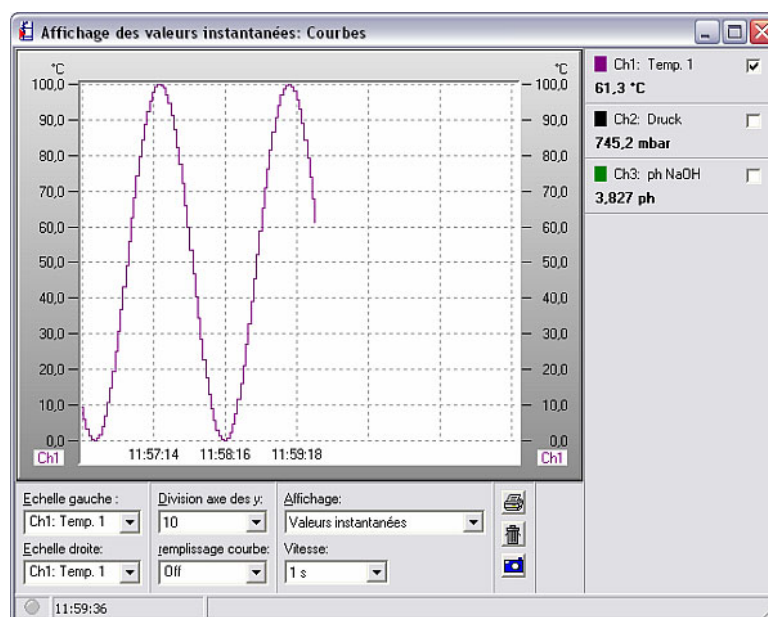 Affichage des valeurs instantanées: Courbes
°C °C
100,0 100,0
90,0 90,0
80,0 80,0
70,0 70,0
60,0 60,0
50,0 50,0
40,0 40,0
30,0 30,0
20,0 20,0
10,0 10,0
0,0 0,0
Ch1 11:57:14 11:58:16 11:59:18 Ch1
Ch1: Temp. 1
61,3 °C
Ch2: Druck
745,2 mbar
Ch3: ph NaOH
3,827 ph
Echelle gauche :
Ch1: Temp. 1
Echelle droite:
Ch1: Temp. 1
Division axe des y:
10
remplissage courbe:
Off
Affichage:
Valeurs instantanées
Vitesse:
1 s
11:59:36